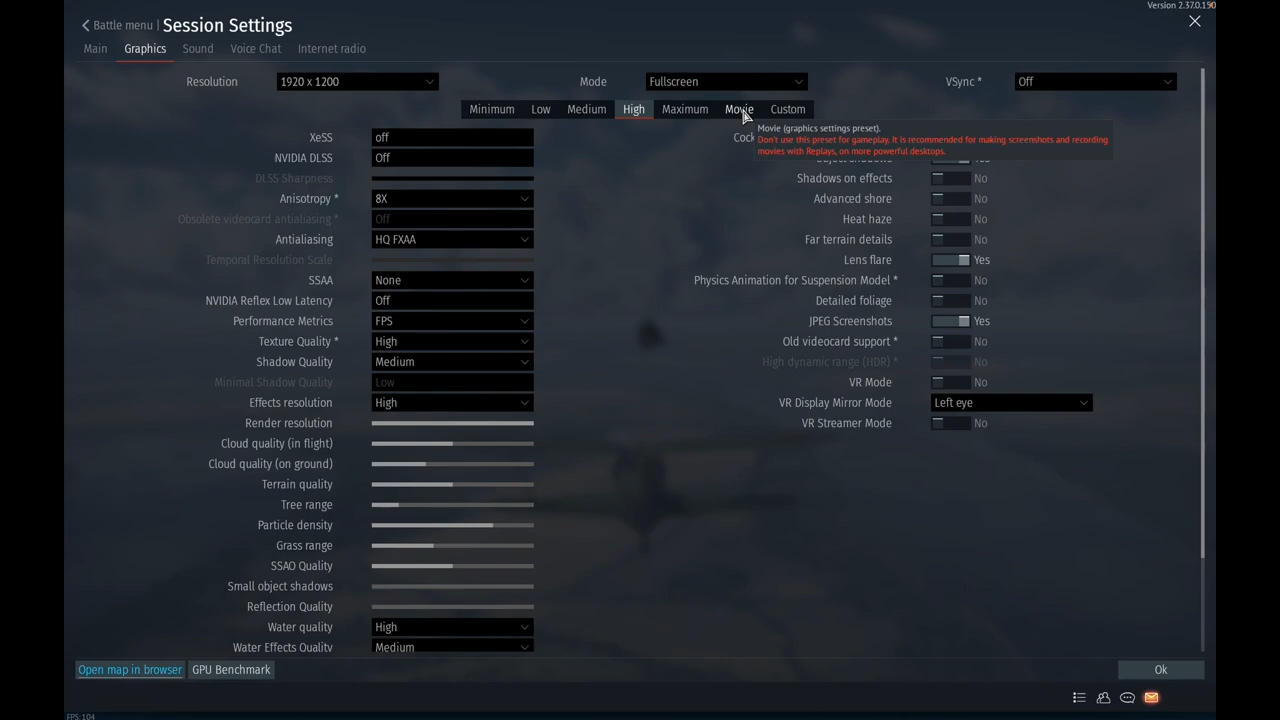 Version 2.37.0.150
Battle menu | Session Settings
Main Graphics Sound Voice Chat Internet radio
Resolution 1920 x 1200 Mode Fullscreen VSync * Off
Minimum Low Medium High Maximum Movie Custom
Movie (graphics settings preset).
Don't use this preset for gameplay. It is recommended for making screenshots and recording
movies with Replays, on more powerful desktops.
XeSS off
NVIDIA DLSS Off
DLSS Sharpness
Anisotropy * 8X
Obsolete videocard antialiasing * Off
Antialiasing HQ FXAA
Temporal Resolution Scale
SSAA None
NVIDIA Reflex Low Latency Off
Performance Metrics FPS
Texture Quality * High
Shadow Quality Medium
Minimal Shadow Quality Low
Effects resolution High
Render resolution
Cloud quality (in flight)
Cloud quality (on ground)
Terrain quality
Tree range
Particle density
Grass range
SSAO Quality
Small object shadows
Reflection Quality
Water quality High
Water Effects Quality Medium
Cock
Object shadows Yes
Shadows on effects No
Advanced shore No
Heat haze No
Far terrain details No
Lens flare Yes
Physics Animation for Suspension Model * No
Detailed foliage No
JPEG Screenshots Yes
Old videocard support * No
High dynamic range (HDR) * No
VR Mode No
VR Display Mirror Mode Left eye
VR Streamer Mode No
Open map in browser GPU Benchmark Ok
FPS: 104